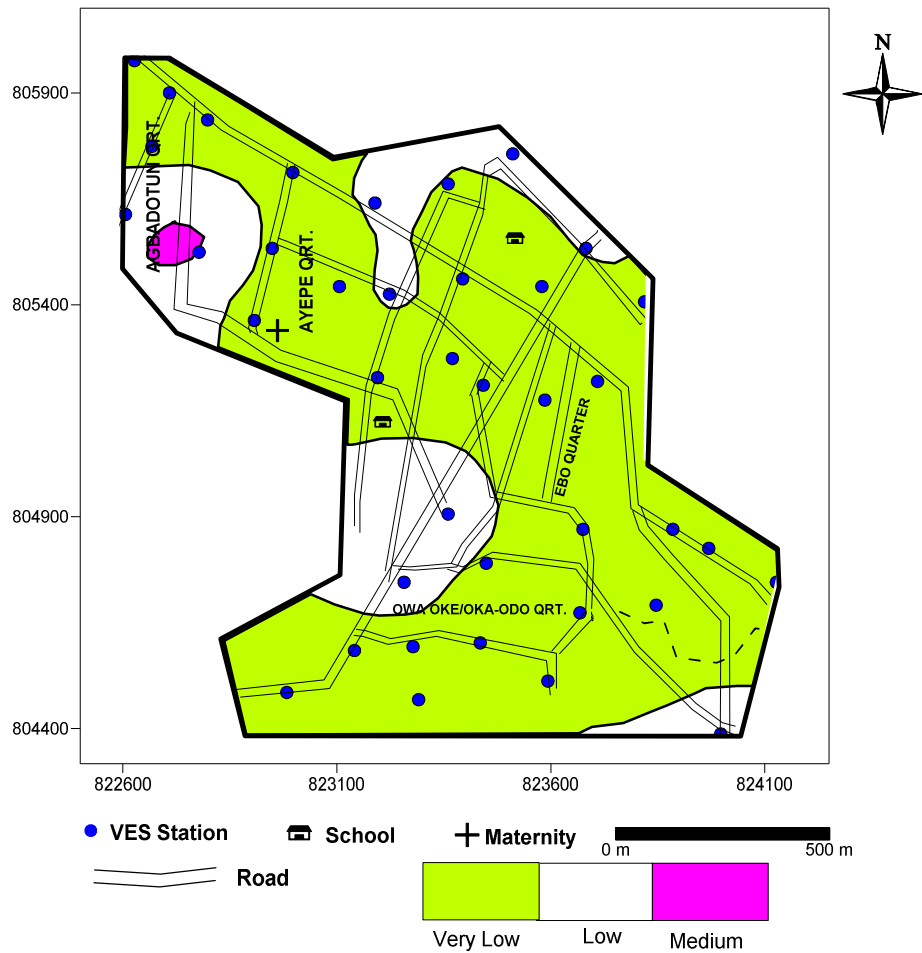 N
805900
805400
804900
804400
AGBADOTUN QRT.
AYEPE QRT.
EBO QUARTER
OWA OKE/OKA-ODO QRT.
822600 823100 823600 824100
VES Station School Maternity
0 m 500 m
Road
Very Low Low Medium